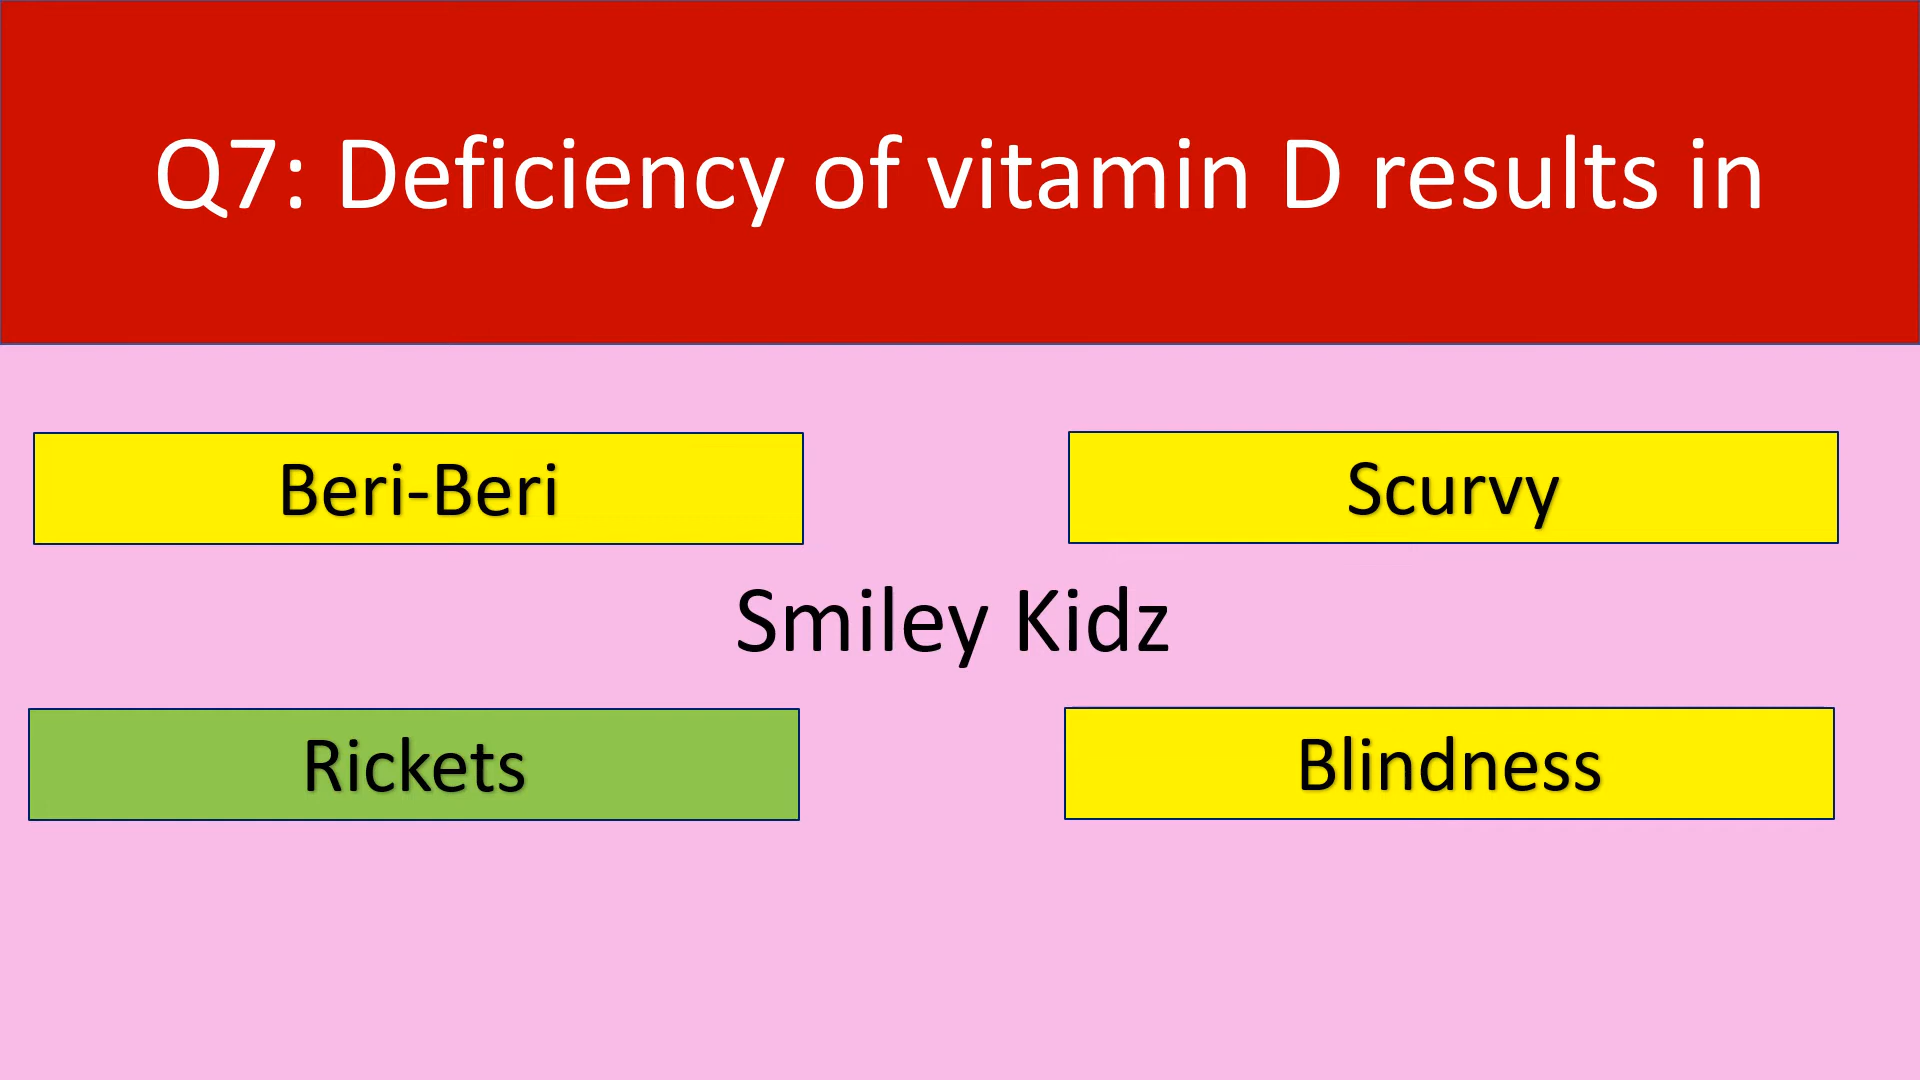 Q7: Deficiency of vitamin D results in
Beri-Beri
Scurvy
Smiley Kidz
Rickets
Blindness